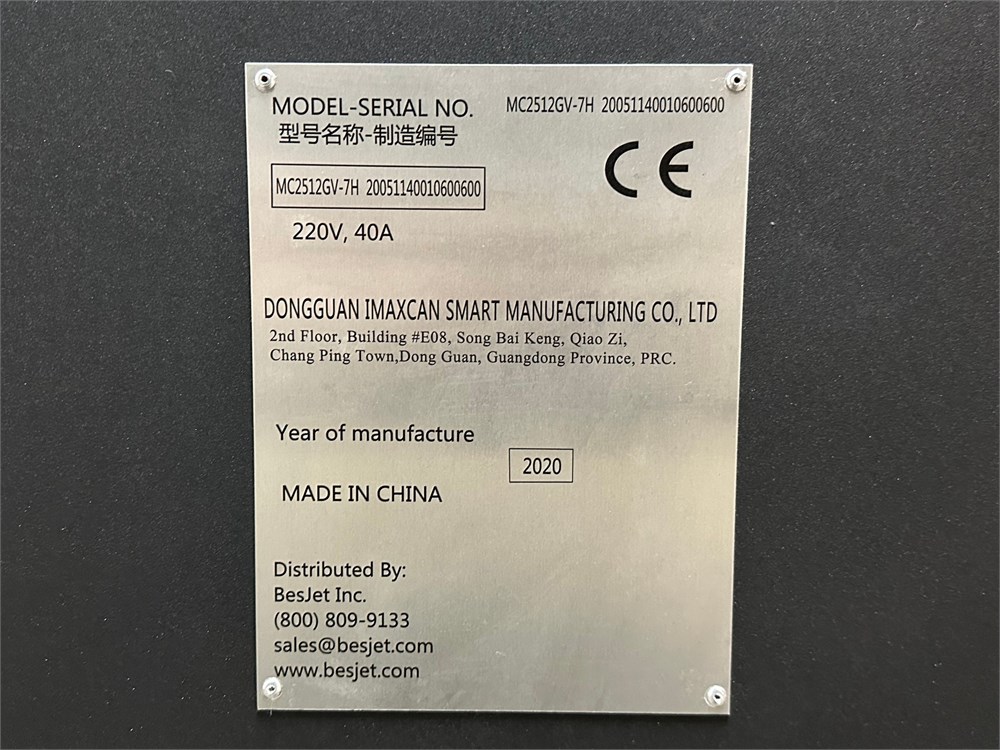 MODEL-SERIAL NO. MC2512GV-7H 20051140010600600
型号名称-制造编号
CE
MC2512GV-7H 20051140010600600
220V, 40A
DONGGUAN IMAXCAN SMART MANUFACTURING CO., LTD
2nd Floor, Building #E08, Song Bai Keng, Qiao Zi,
Chang Ping Town,Dong Guan, Guangdong Province, PRC.
Year of manufacture
2020
MADE IN CHINA
Distributed By:
BesJet Inc.
(800) 809-9133
sales@besjet.com
www.besjet.com